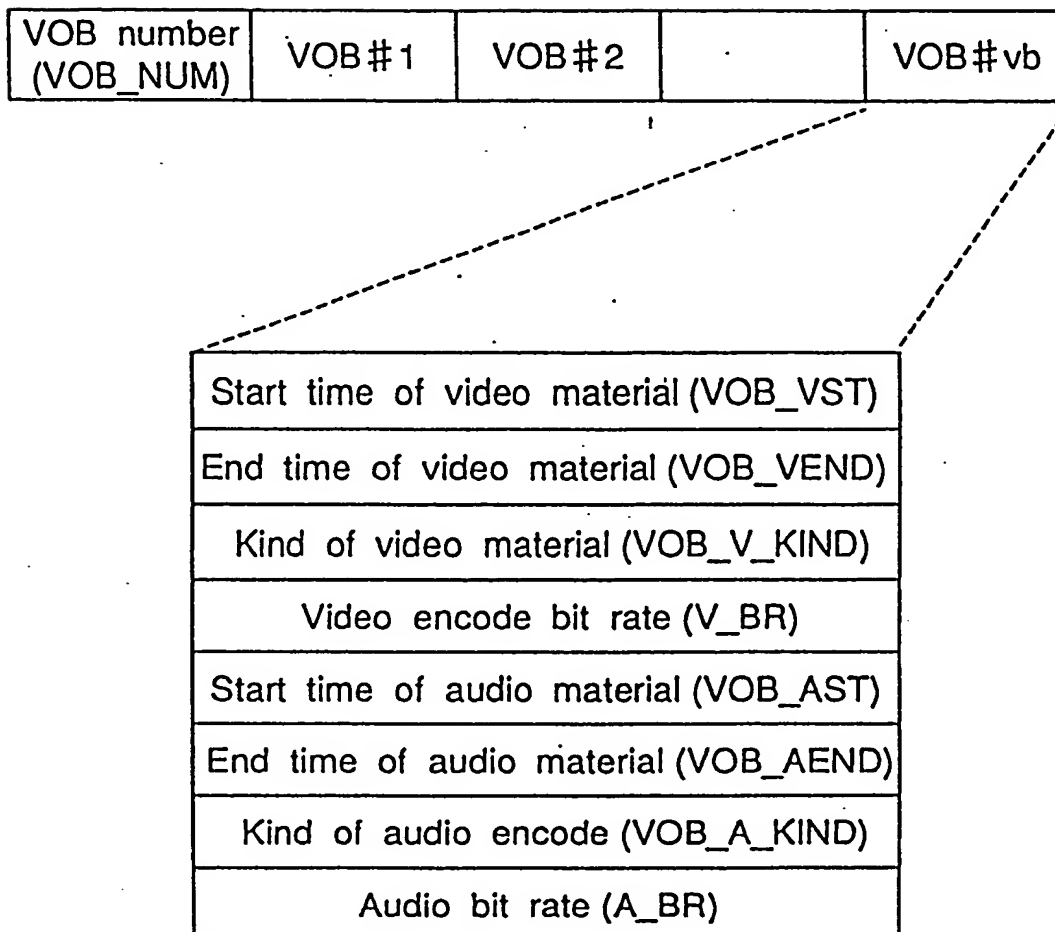 VOB number
(VOB_NUM)
VOB#1
VOB#2
VOB#vb
Start time of video material (VOB_VST)
End time of video material (VOB_VEND)
Kind of video material (VOB_V_KIND)
Video encode bit rate (V_BR)
Start time of audio material (VOB_AST)
End time of audio material (VOB_AEND)
Kind of audio encode (VOB_A_KIND)
Audio bit rate (A_BR)